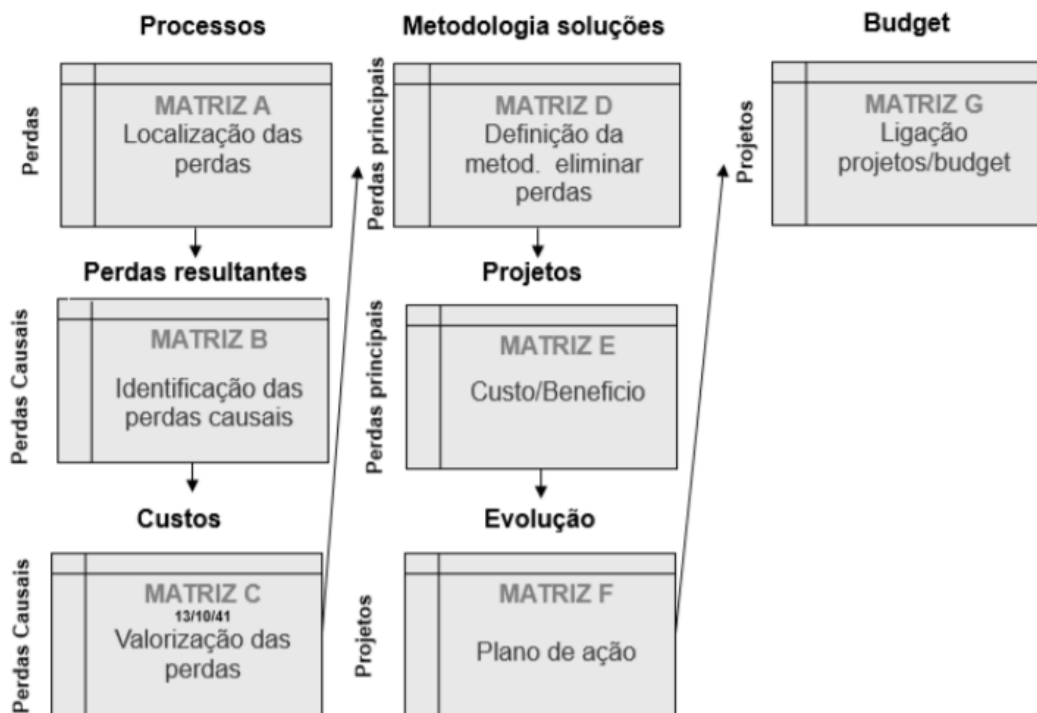 Processos
Perdas
MATRIZ A
Localização das
perdas
Perdas resultantes
Perdas Causais
MATRIZ B
Identificação das
perdas causais
Custos
Perdas Causais
MATRIZ C
13/10/41
Valorização das
perdas
Metodologia soluções
Perdas principais
MATRIZ D
Definição da
metod. eliminar
perdas
Projetos
Perdas principais
MATRIZ E
Custo/Beneficio
Evolução
Projetos
MATRIZ F
Plano de ação
Budget
Projetos
MATRIZ G
Ligação
projetos/budget